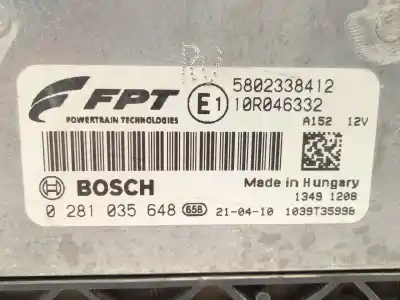 FPT
POWERTRAIN TECHNOLOGIES
E1
5802338412
10R046332
A152 12V
BOSCH
Made in Hungary
1349 1208
0 281 035 648 658 21-04-10 1039T35998